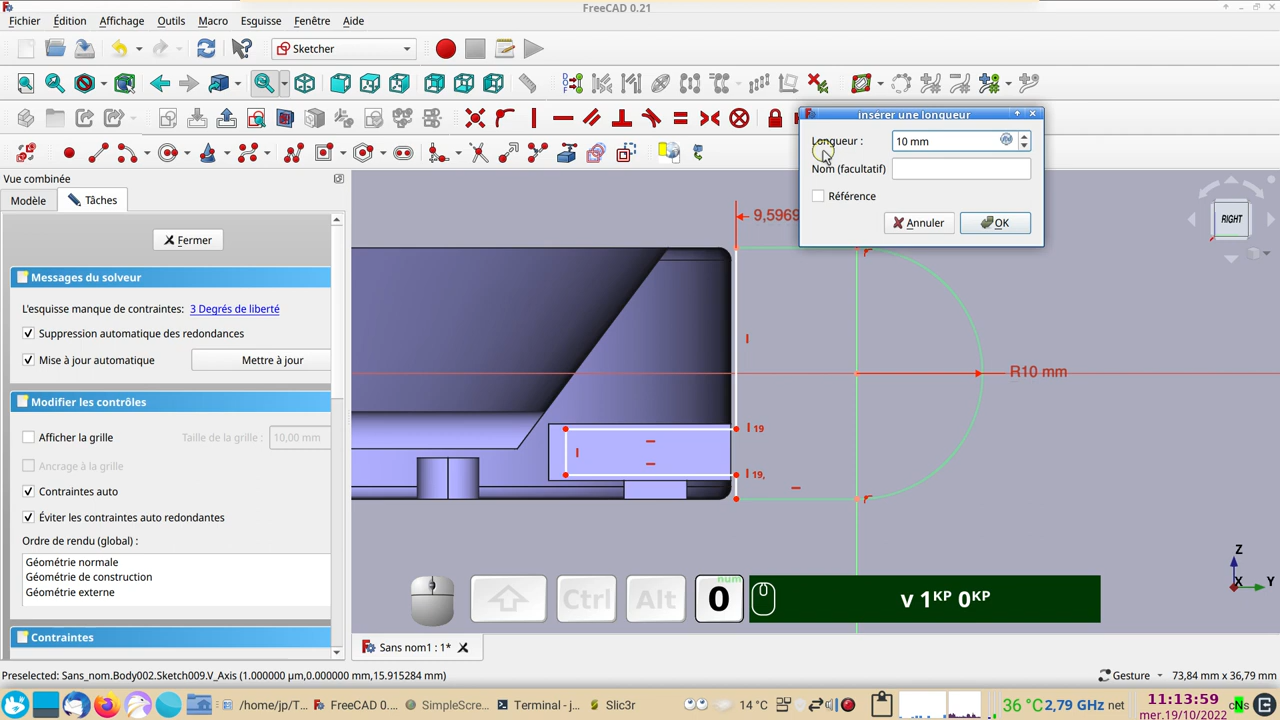 FreeCAD 0.21
Fichier Édition Affichage Outils Macro Esquisse Fenêtre Aide
Sketcher
insérer une longueur
Longueur : 10 mm
Nom (facultatif)
Référence
Annuler OK
Vue combinée
Modèle Tâches
Fermer
Messages du solveur
L'esquisse manque de contraintes: 3 Degrés de liberté
Suppression automatique des redondances
Mise à jour automatique Mettre à jour
Modifier les contrôles
Afficher la grille Taille de la grille : 10,00 mm
Ancrage à la grille
Contraintes auto
Éviter les contraintes auto redondantes
Ordre de rendu (global) :
Géométrie normale
Géométrie de construction
Géométrie externe
Contraintes
9,5969
R10 mm
19
19,
RIGHT
Z
X Y
Ctrl Alt num 0 v 1KP 0KP
Sans nom1 : 1*
Preselected: Sans_nom.Body002.Sketch009.V_Axis (1.000000 µm,0.000000 mm,15.915284 mm) Gesture 73,84 mm x 36,79 mm
/home/jp/T... FreeCAD 0.... SimpleScre... Terminal - j... Slic3r 14 °C 36 °C 2,79 GHz net 11:13:59
mer.19/10/2022